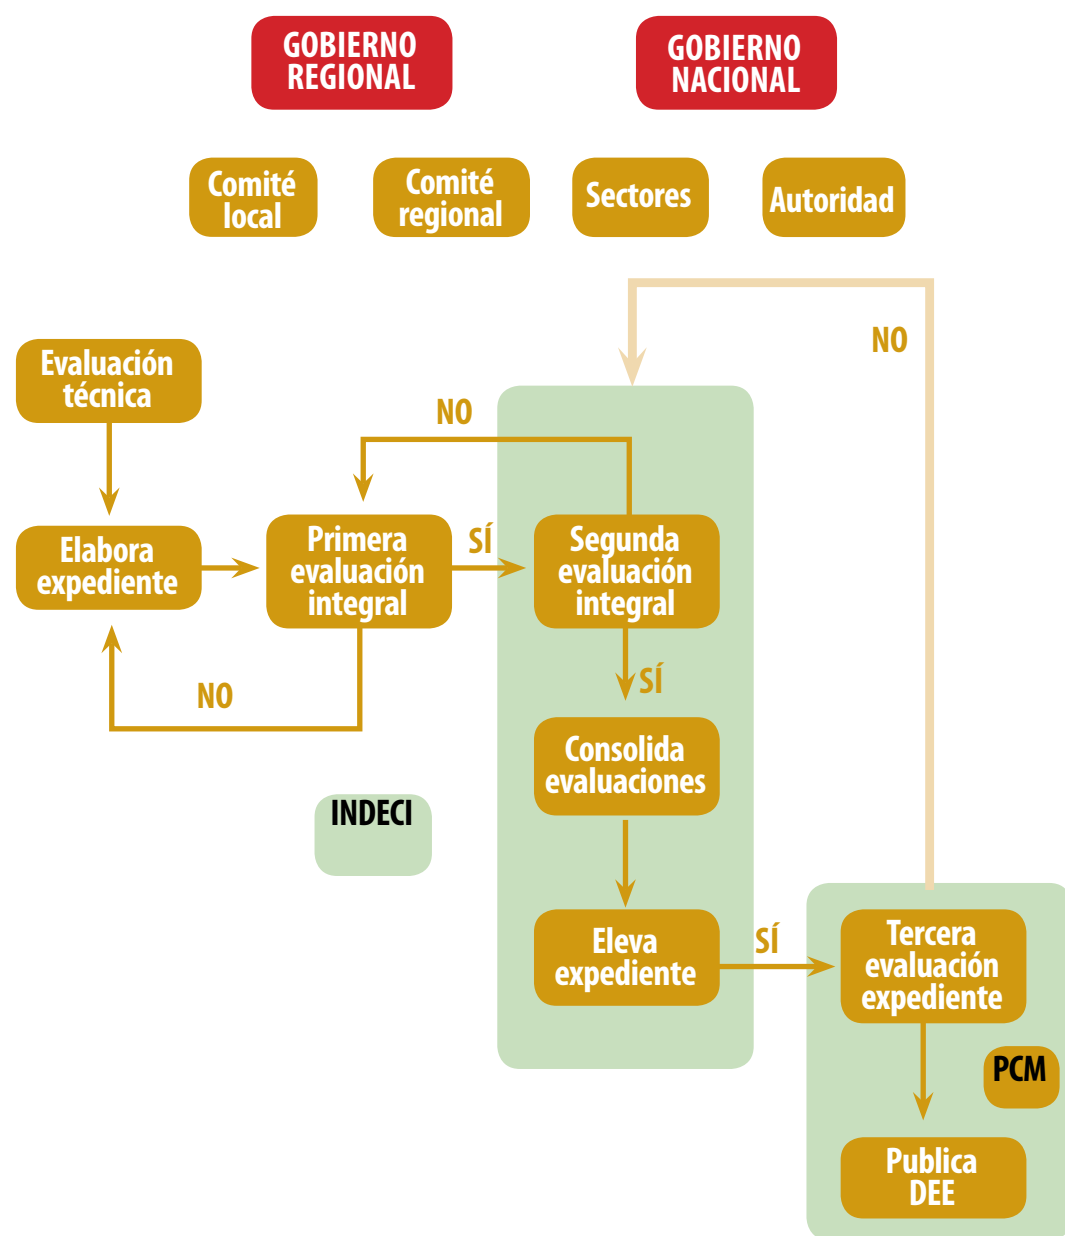 GOBIERNO
REGIONAL
GOBIERNO
NACIONAL
Comité
local
Comité
regional
Sectores
Autoridad
NO
Evaluación
técnica
NO
Elabora
expediente
Primera
evaluación
integral
SÍ
Segunda
evaluación
integral
NO
SÍ
Consolida
evaluaciones
INDECI
Eleva
expediente
SÍ
Tercera
evaluación
expediente
PCM
Publica
DEE